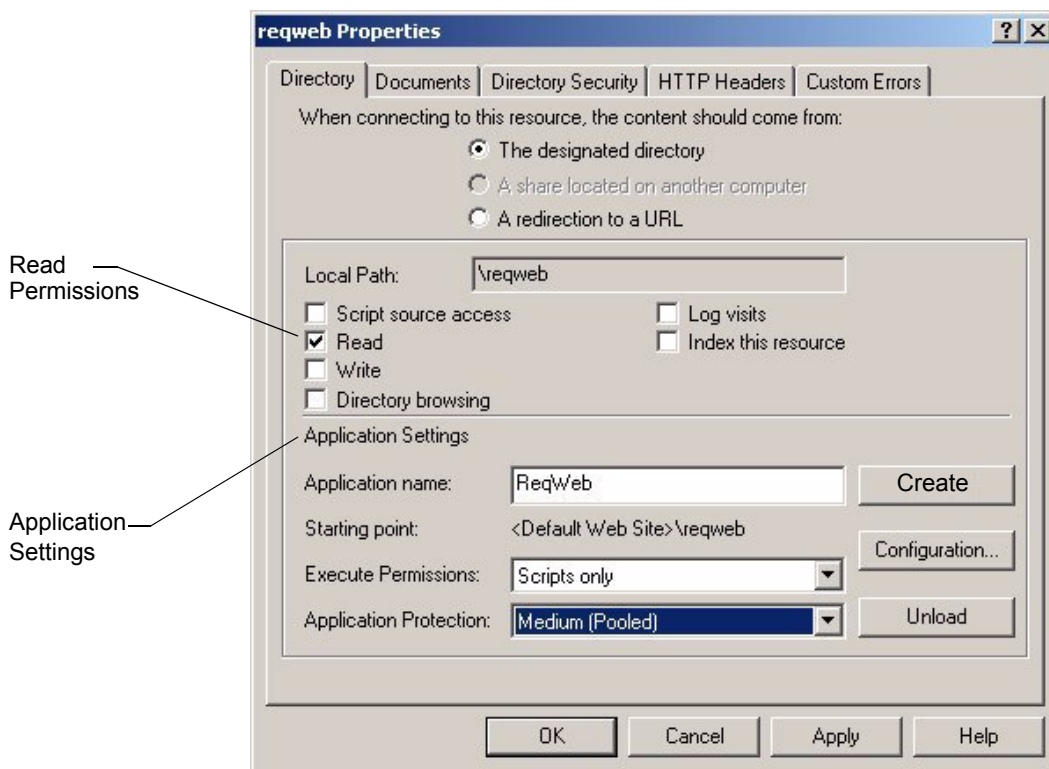 reqweb Properties
Directory Documents Directory Security HTTP Headers Custom Errors
When connecting to this resource, the content should come from:
The designated directory
A share located on another computer
A redirection to a URL
Read
Permissions
Local Path: \reqweb
Script source access Log visits
Read Index this resource
Write
Directory browsing
Application Settings
Application name: ReqWeb Create
Application
Settings
Starting point: <Default Web Site>\reqweb
Configuration...
Execute Permissions: Scripts only
Application Protection: Medium (Pooled) Unload
OK Cancel Apply Help